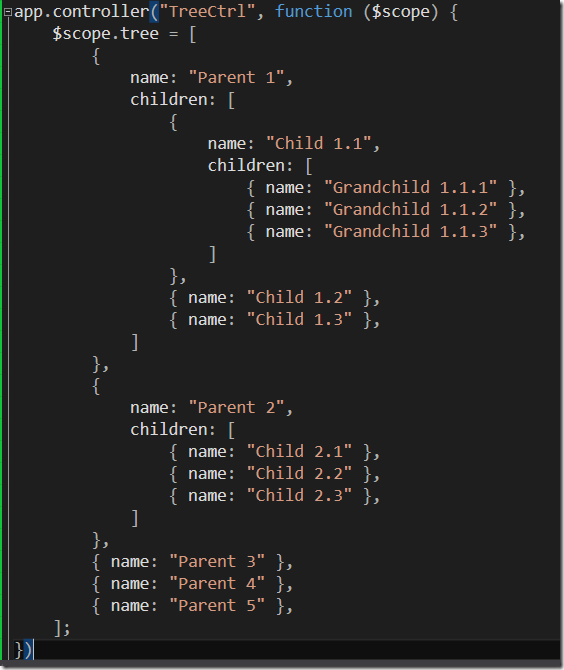 app.controller("TreeCtrl", function ($scope) {
    $scope.tree = [
        {
            name: "Parent 1",
            children: [
                {
                    name: "Child 1.1",
                    children: [
                        { name: "Grandchild 1.1.1" },
                        { name: "Grandchild 1.1.2" },
                        { name: "Grandchild 1.1.3" },
                    ]
                },
                { name: "Child 1.2" },
                { name: "Child 1.3" },
            ]
        },
        {
            name: "Parent 2",
            children: [
                { name: "Child 2.1" },
                { name: "Child 2.2" },
                { name: "Child 2.3" },
            ]
        },
        { name: "Parent 3" },
        { name: "Parent 4" },
        { name: "Parent 5" },
    ];
})